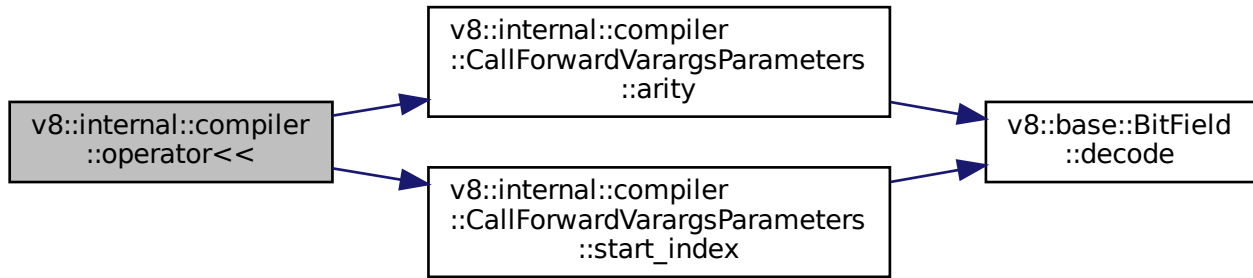 v8::internal::compiler
::operator<<
v8::internal::compiler
::CallForwardVarargsParameters
::arity
v8::internal::compiler
::CallForwardVarargsParameters
::start_index
v8::base::BitField
::decode